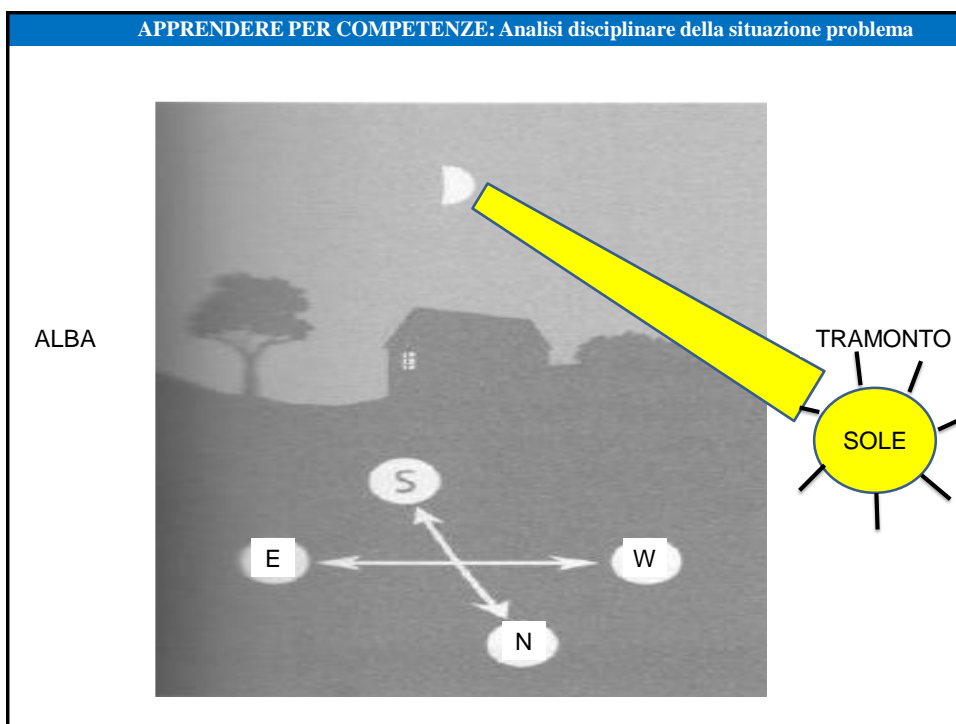 APPRENDERE PER COMPETENZE: Analisi disciplinare della situazione problema
ALBA
TRAMONTO
SOLE
S
E
W
N